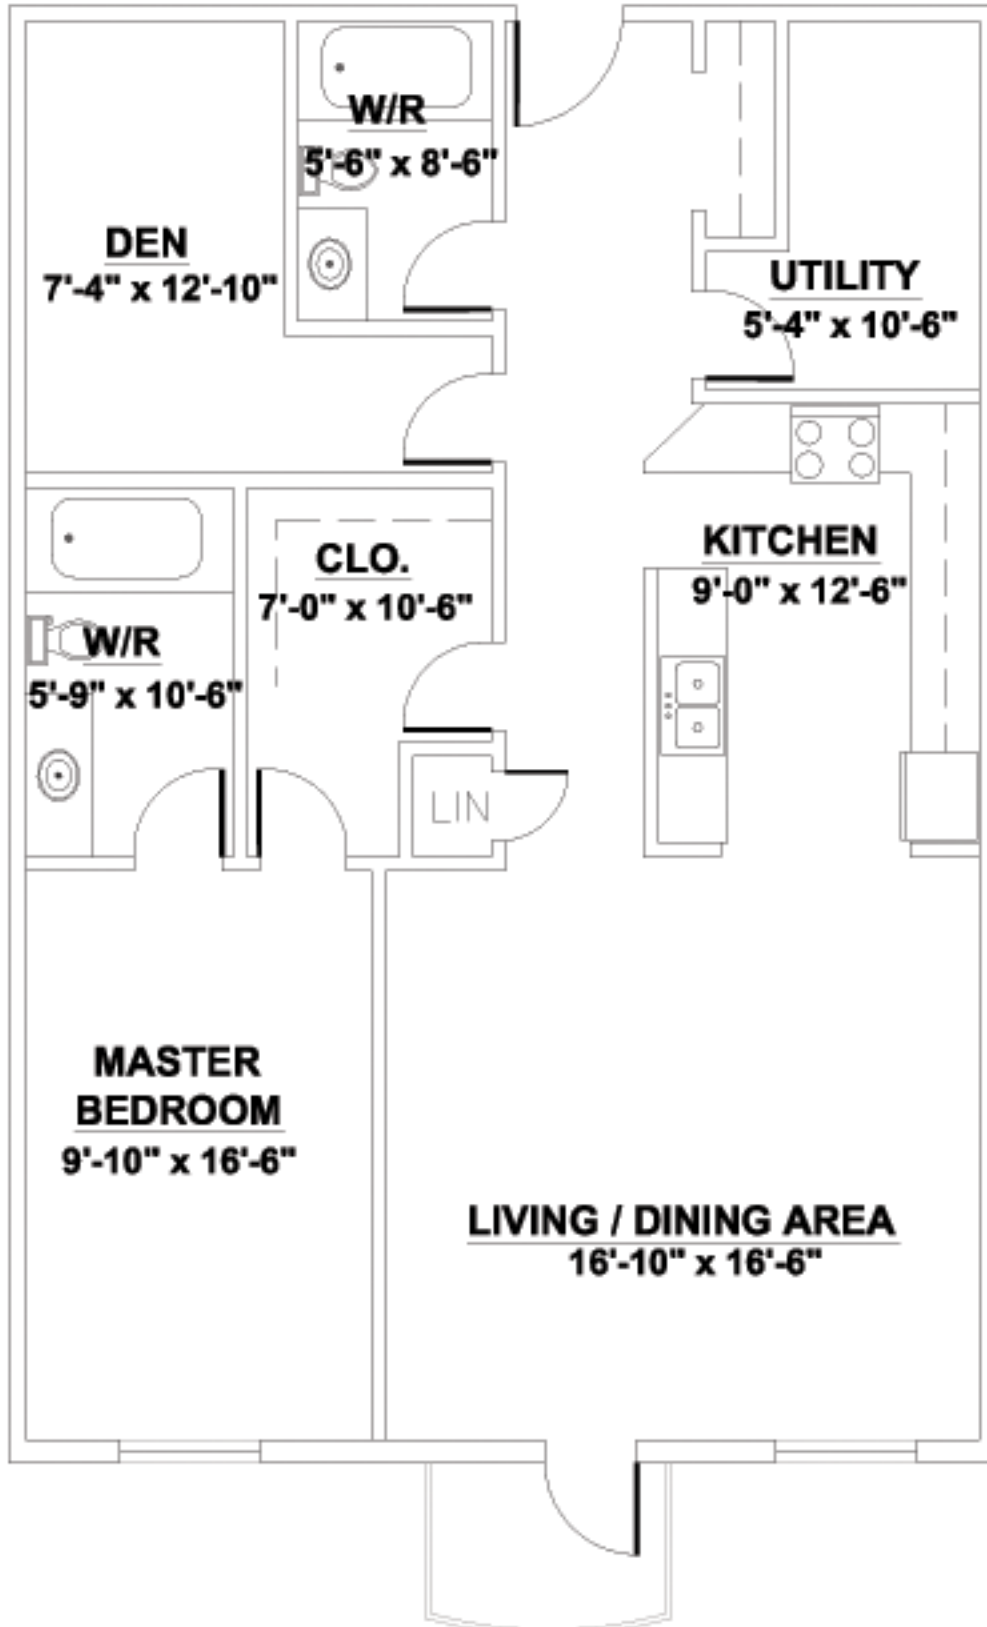 W/R
5'-6" x 8'-6"
DEN
7'-4" x 12'-10"
UTILITY
5'-4" x 10'-6"
KITCHEN
9'-0" x 12'-6"
CLO.
7'-0" x 10'-6"
W/R
5'-9" x 10'-6"
LIN
MASTER
BEDROOM
9'-10" x 16'-6"
LIVING / DINING AREA
16'-10" x 16'-6"